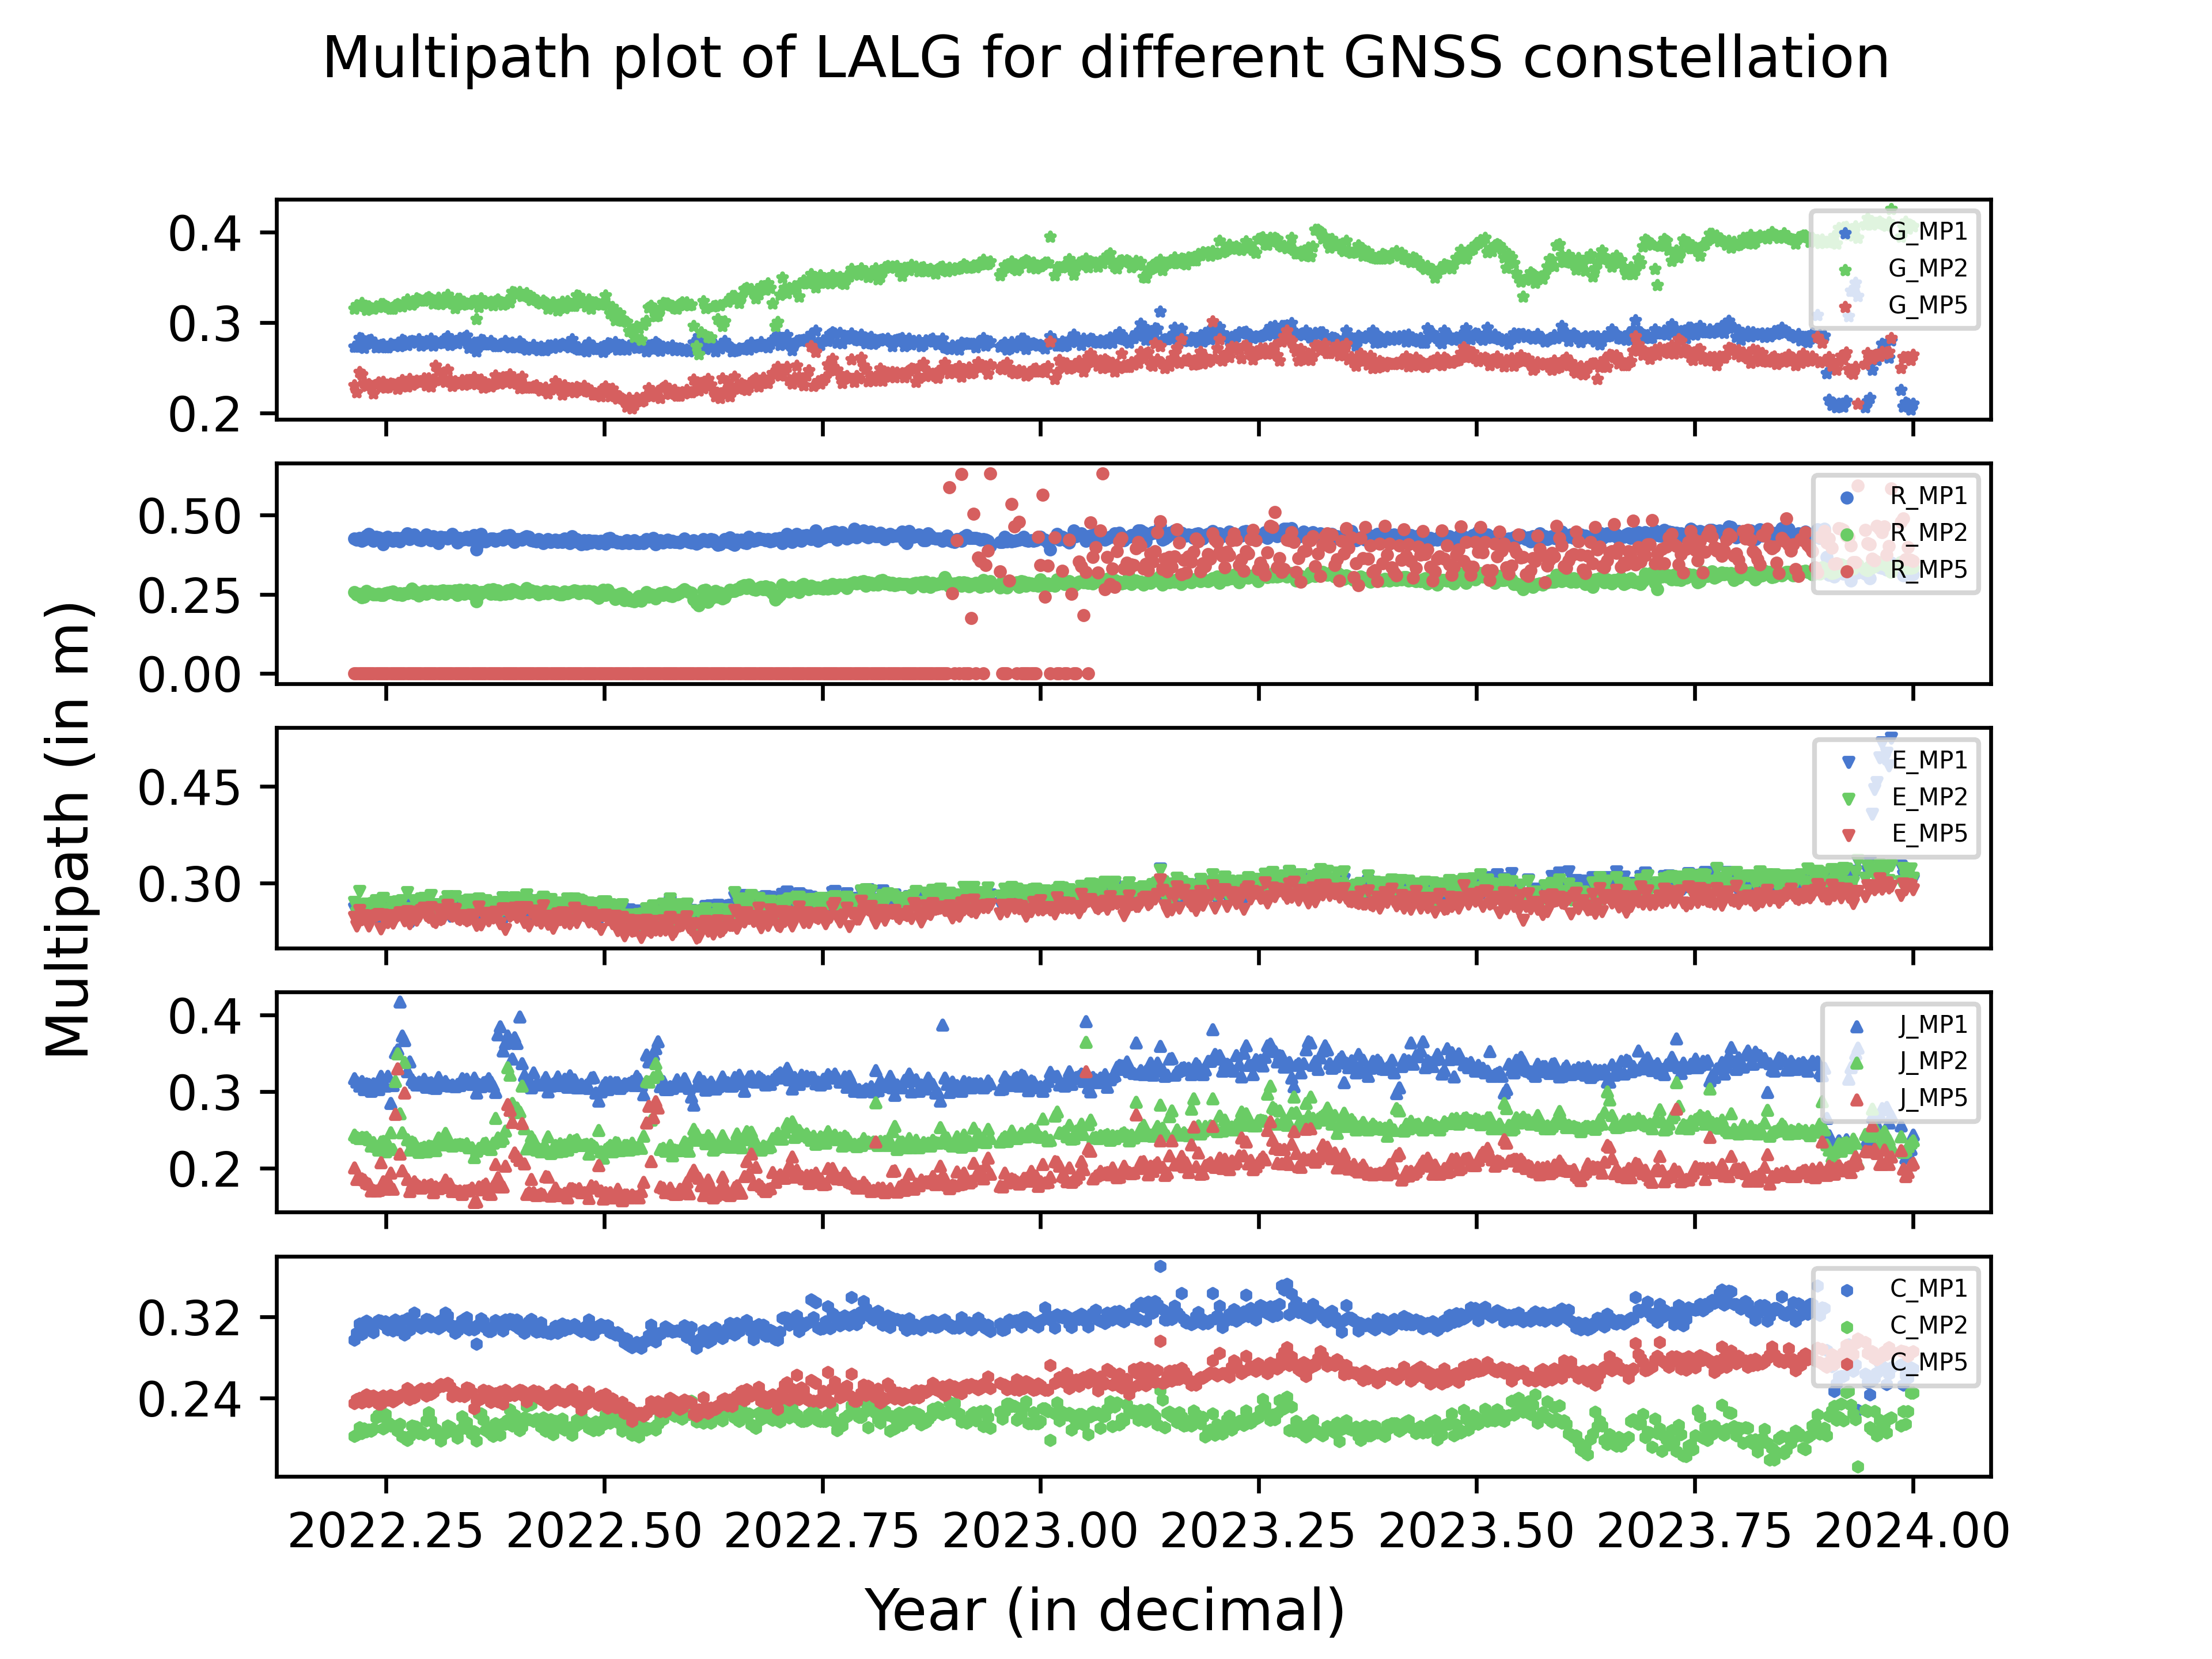 Multipath plot of LALG for different GNSS constellation
Multipath (in m)
0.4
0.3
0.2
G_MP1
G_MP2
G_MP5
0.50
0.25
0.00
R_MP1
R_MP2
R_MP5
0.45
0.30
E_MP1
E_MP2
E_MP5
0.4
0.3
0.2
J_MP1
J_MP2
J_MP5
0.32
0.24
C_MP1
C_MP2
C_MP5
2022.25 2022.50 2022.75 2023.00 2023.25 2023.50 2023.75 2024.00
Year (in decimal)